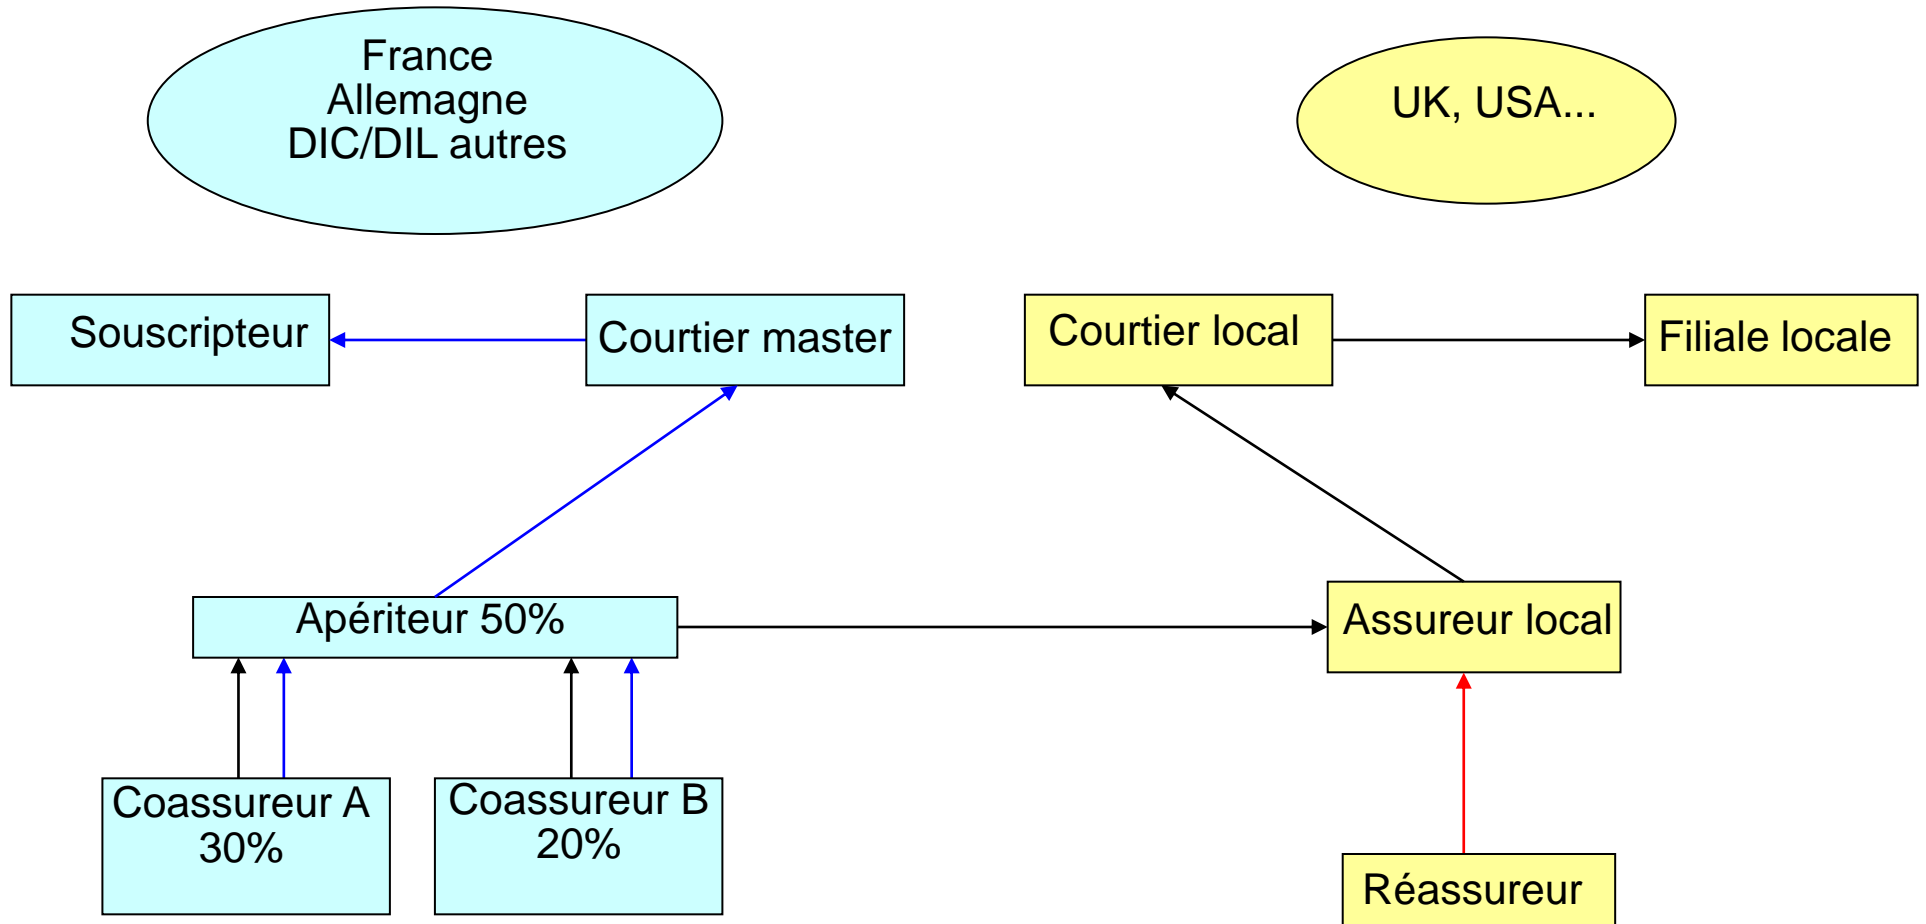 France
Allemagne
DIC/DIL autres
UK, USA...
Souscripteur
Courtier master
Courtier local
Filiale locale
Apériteur 50%
Assureur local
Coassureur A
30%
Coassureur B
20%
Réassureur